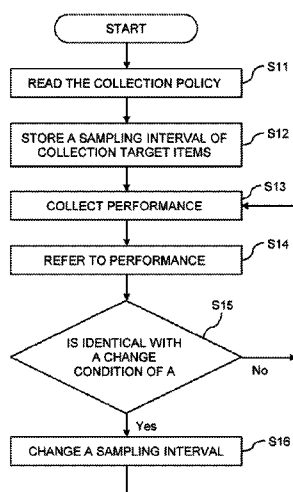 START
S11
READ THE COLLECTION POLICY
S12
STORE A SAMPLING INTERVAL OF
COLLECTION TARGET ITEMS
S13
COLLECT PERFORMANCE
S14
REFER TO PERFORMANCE
S15
IS IDENTICAL WITH
A CHANGE
CONDITION OF A
No
Yes
S16
CHANGE A SAMPLING INTERVAL